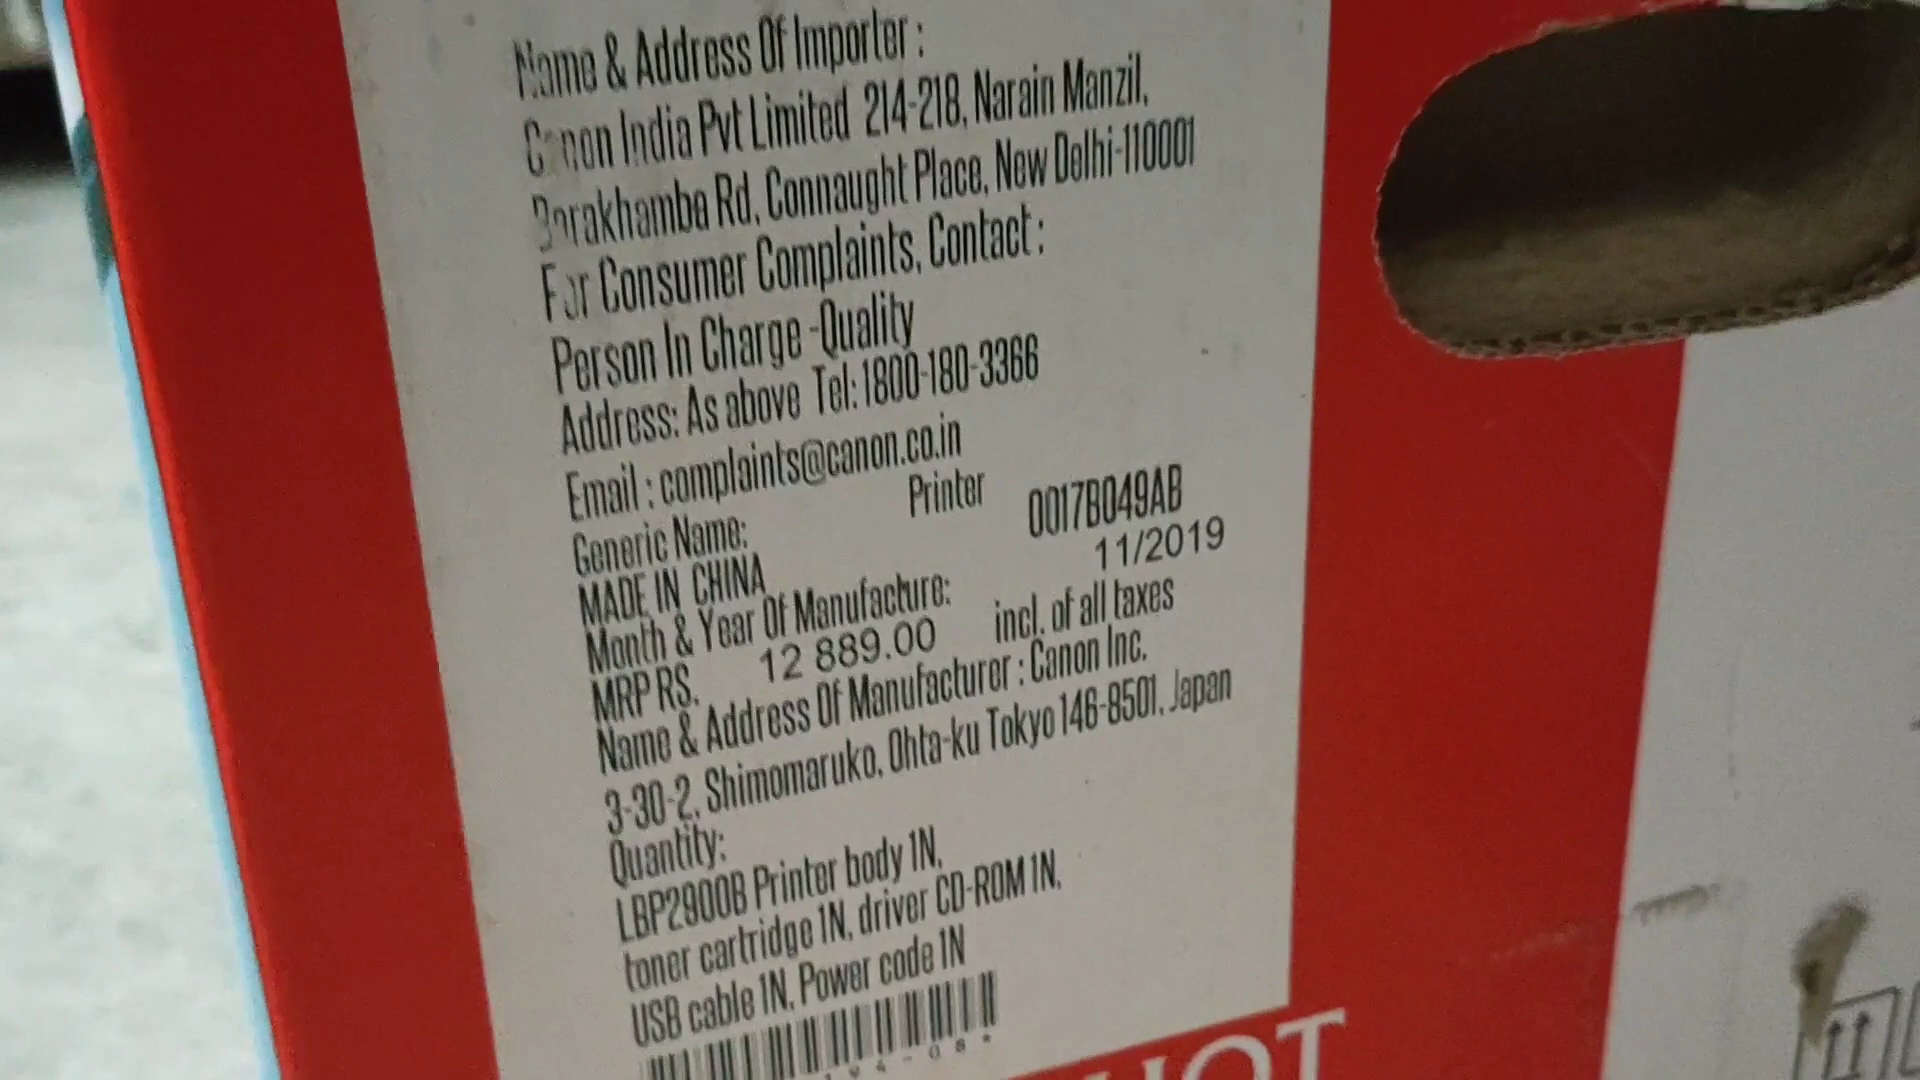 Name & Address Of Importer :
Canon India Pvt Limited 214-218, Narain Manzil,
Barakhamba Rd, Connaught Place, New Delhi-110001
For Consumer Complaints, Contact :
Person In Charge -Quality
Address: As above Tel: 1800-180-3366
Email : complaints@canon.co.in
Generic Name: Printer 0017B049AB
MADE IN CHINA
Month & Year Of Manufacture: 11/2019
MRP RS. 12 889.00 incl. of all taxes
Name & Address Of Manufacturer : Canon Inc.
3-30-2, Shimomaruko, Ohta-ku Tokyo 146-8501, Japan
Quantity:
LBP2900B Printer body 1N,
toner cartridge 1N, driver CD-ROM 1N,
USB cable 1N, Power code 1N